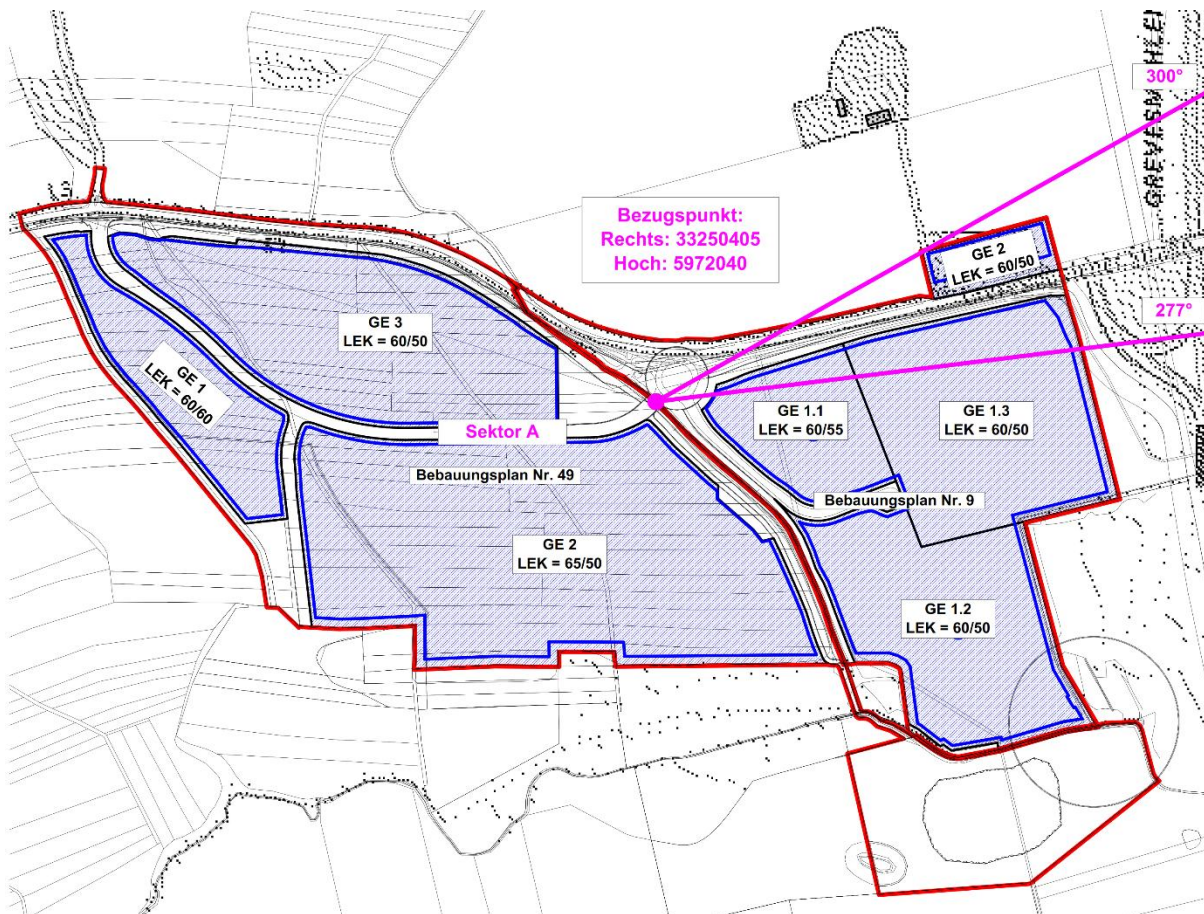 300°
GREVESMÜHLEN
Bezugspunkt:
Rechts: 33250405
Hoch: 5972040
GE 2
LEK = 60/50
277°
GE 3
LEK = 60/50
GE 1
LEK = 60/60
GE 1.1
LEK = 60/55
GE 1.3
LEK = 60/50
Sektor A
Bebauungsplan Nr. 49
Bebauungsplan Nr. 9
GE 2
LEK = 65/50
GE 1.2
LEK = 60/50